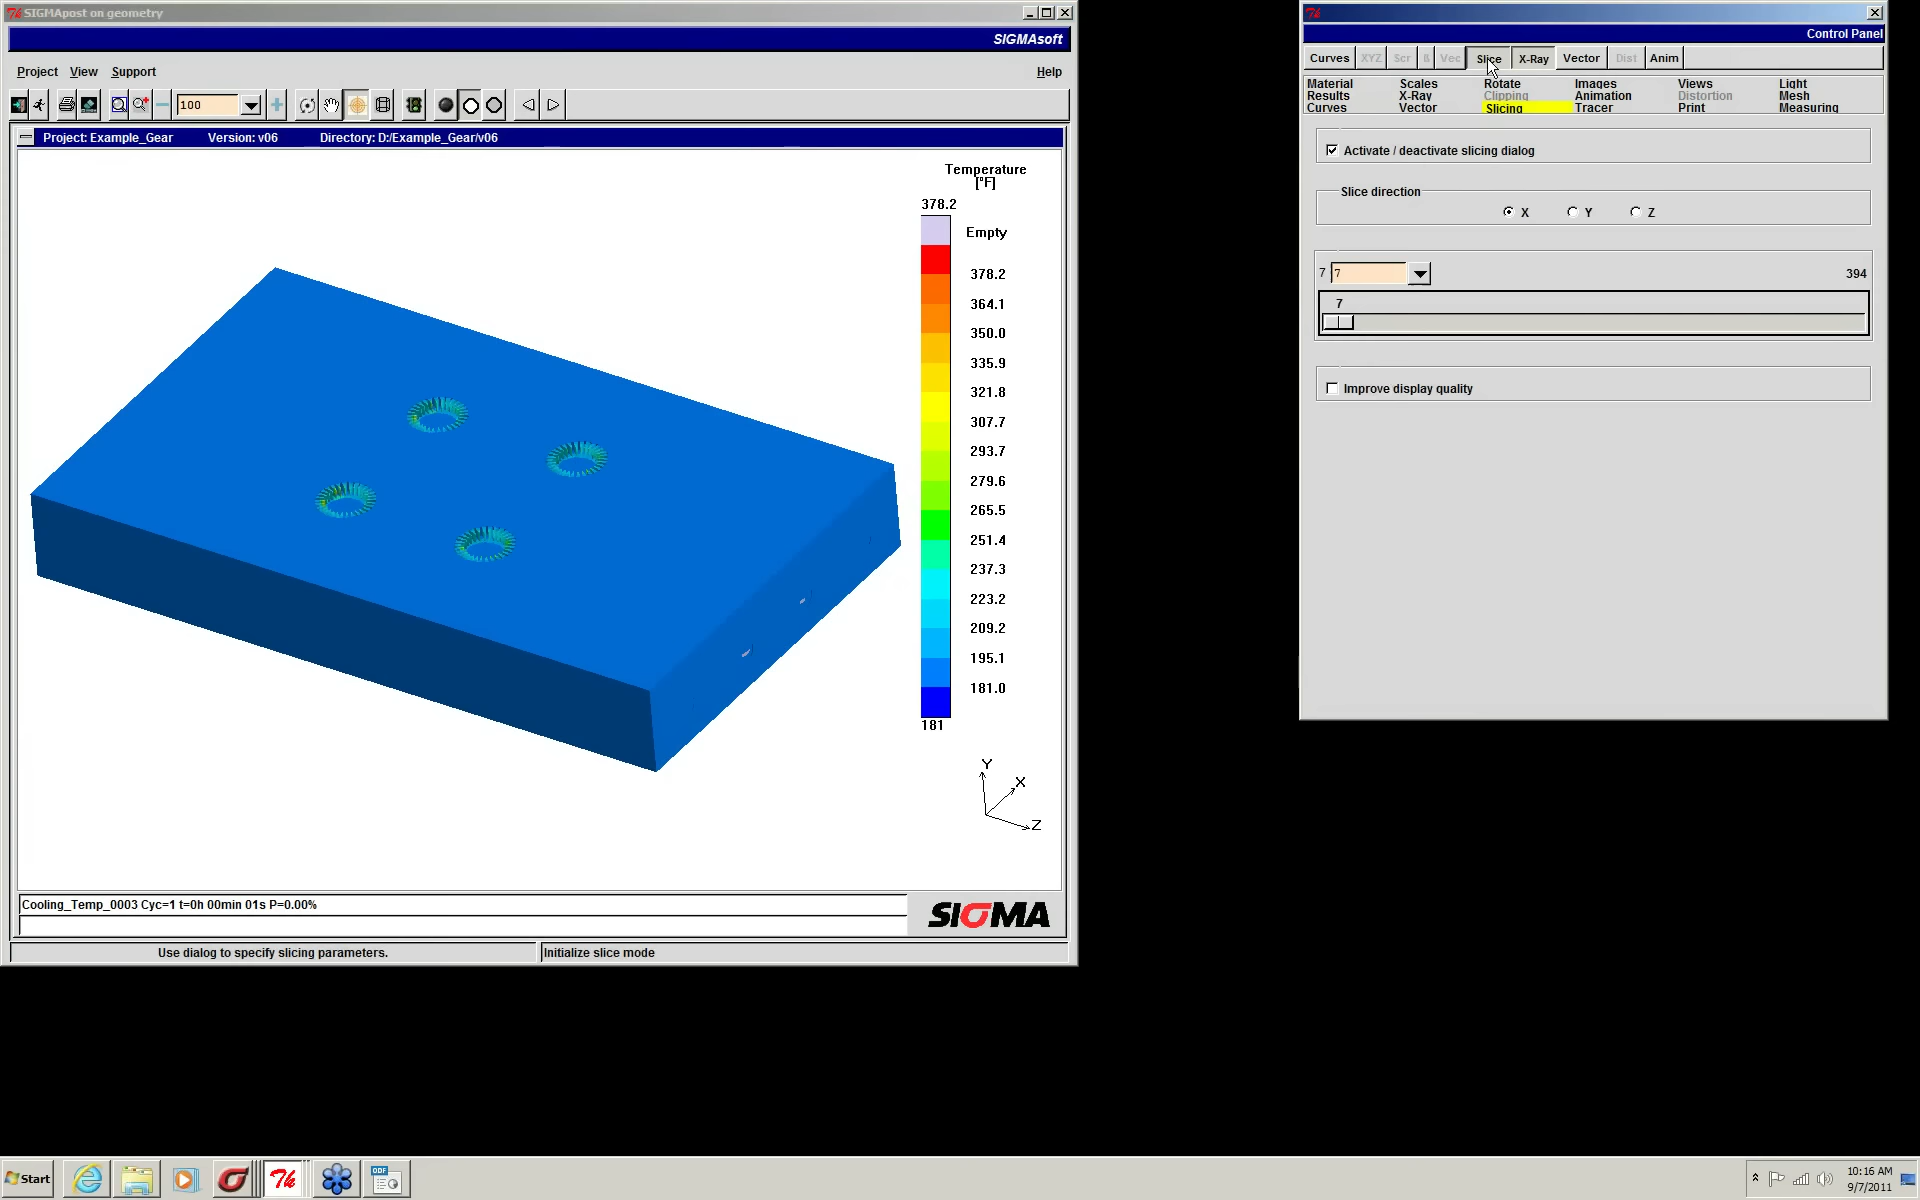 SIGMApost on geometry
SIGMAsoft
Project View Support Help
100
Project: Example_Gear Version: v06 Directory: D:/Example_Gear/v06
Temperature
[°F]
378.2
Empty
378.2
364.1
350.0
335.9
321.8
307.7
293.7
279.6
265.5
251.4
237.3
223.2
209.2
195.1
181.0
181
Y
X
Z
Cooling_Temp_0003 Cyc=1 t=0h 00min 01s P=0.00%
SIGMA
Use dialog to specify slicing parameters. Initialize slice mode
Control Panel
Curves XYZ Scr B Vec Slice X-Ray Vector Dist Anim
Material Scales Rotate Images Views Light
Results X-Ray Clipping Animation Distortion Mesh
Curves Vector Slicing Tracer Print Measuring
Activate / deactivate slicing dialog
Slice direction
X Y Z
7 7 394
7
Improve display quality
Start
ODF
10:16 AM
9/7/2011